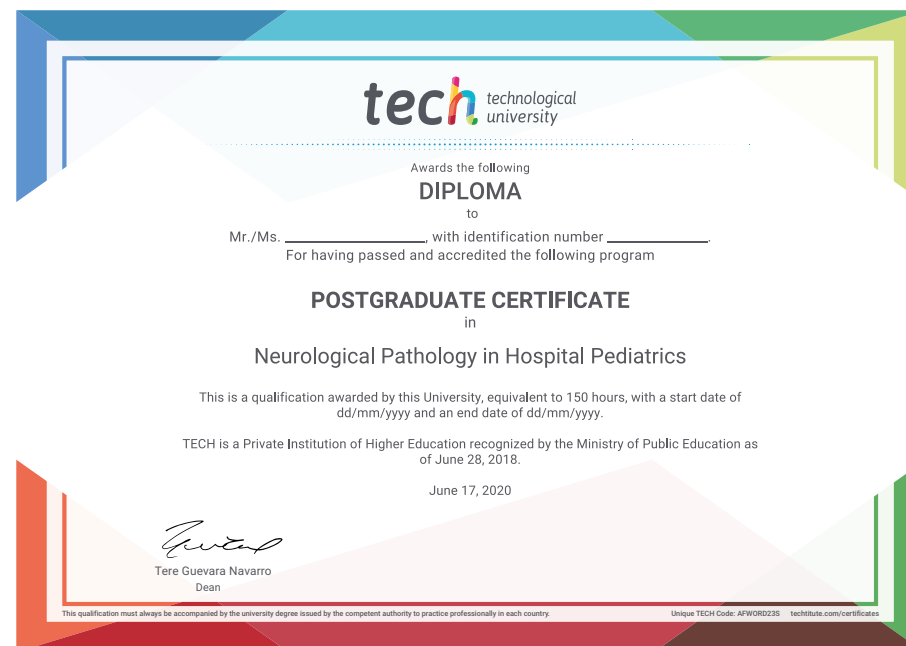 tech technological
university
Awards the following
DIPLOMA
to
Mr./Ms. ____________, with identification number ____________.
For having passed and accredited the following program
POSTGRADUATE CERTIFICATE
in
Neurological Pathology in Hospital Pediatrics
This is a qualification awarded by this University, equivalent to 150 hours, with a start date of
dd/mm/yyyy and an end date of dd/mm/yyyy.
TECH is a Private Institution of Higher Education recognized by the Ministry of Public Education as
of June 28, 2018.
June 17, 2020
Tere Guevara Navarro
Dean
This qualification must always be accompanied by the university degree issued by the competent authority to practice professionally in each country.
Unique TECH Code: AFWORD23S techtitute.com/certificates